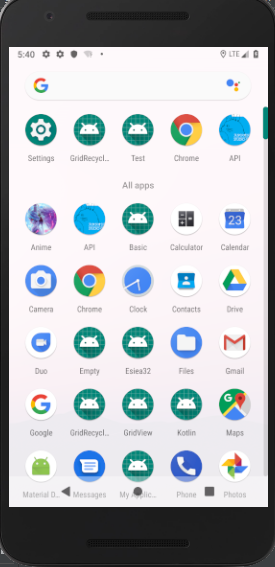 5:40 LTE
G
Settings GridRecycl... Test Chrome API
All apps
Anime API Basic Calculator Calendar
Camera Chrome Clock Contacts Drive
Duo Empty Esiea32 Files Gmail
Google GridRecycl... GridView Kotlin Maps
Material D... Messages My Applic... Phone Photos